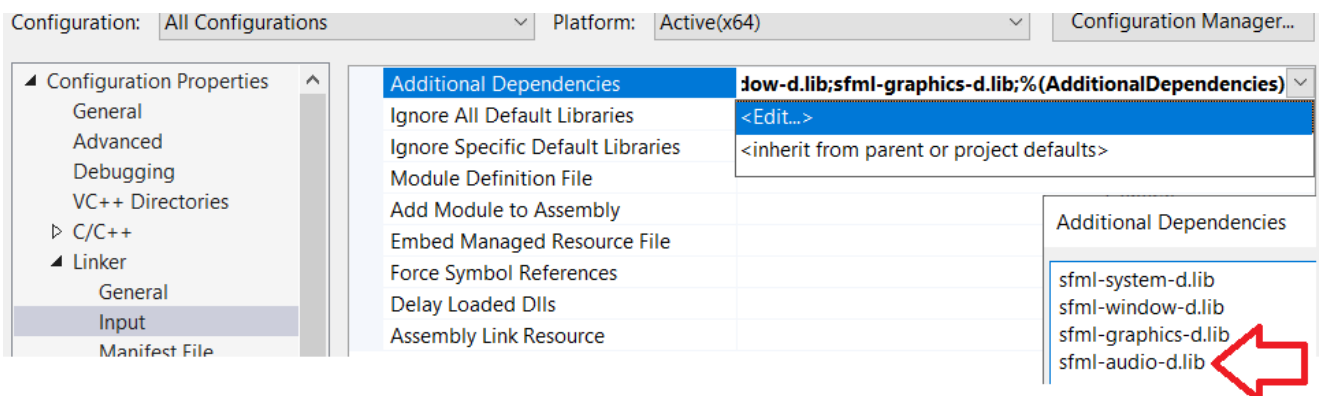 Configuration: All Configurations Platform: Active(x64) Configuration Manager...
Configuration Properties
General
Advanced
Debugging
VC++ Directories
C/C++
Linker
General
Input
Manifest File
Additional Dependencies dow-d.lib;sfml-graphics-d.lib;%(AdditionalDependencies)
Ignore All Default Libraries
Ignore Specific Default Libraries
Module Definition File
Add Module to Assembly
Embed Managed Resource File
Force Symbol References
Delay Loaded Dlls
Assembly Link Resource
<Edit...>
<inherit from parent or project defaults>
Additional Dependencies
sfml-system-d.lib
sfml-window-d.lib
sfml-graphics-d.lib
sfml-audio-d.lib